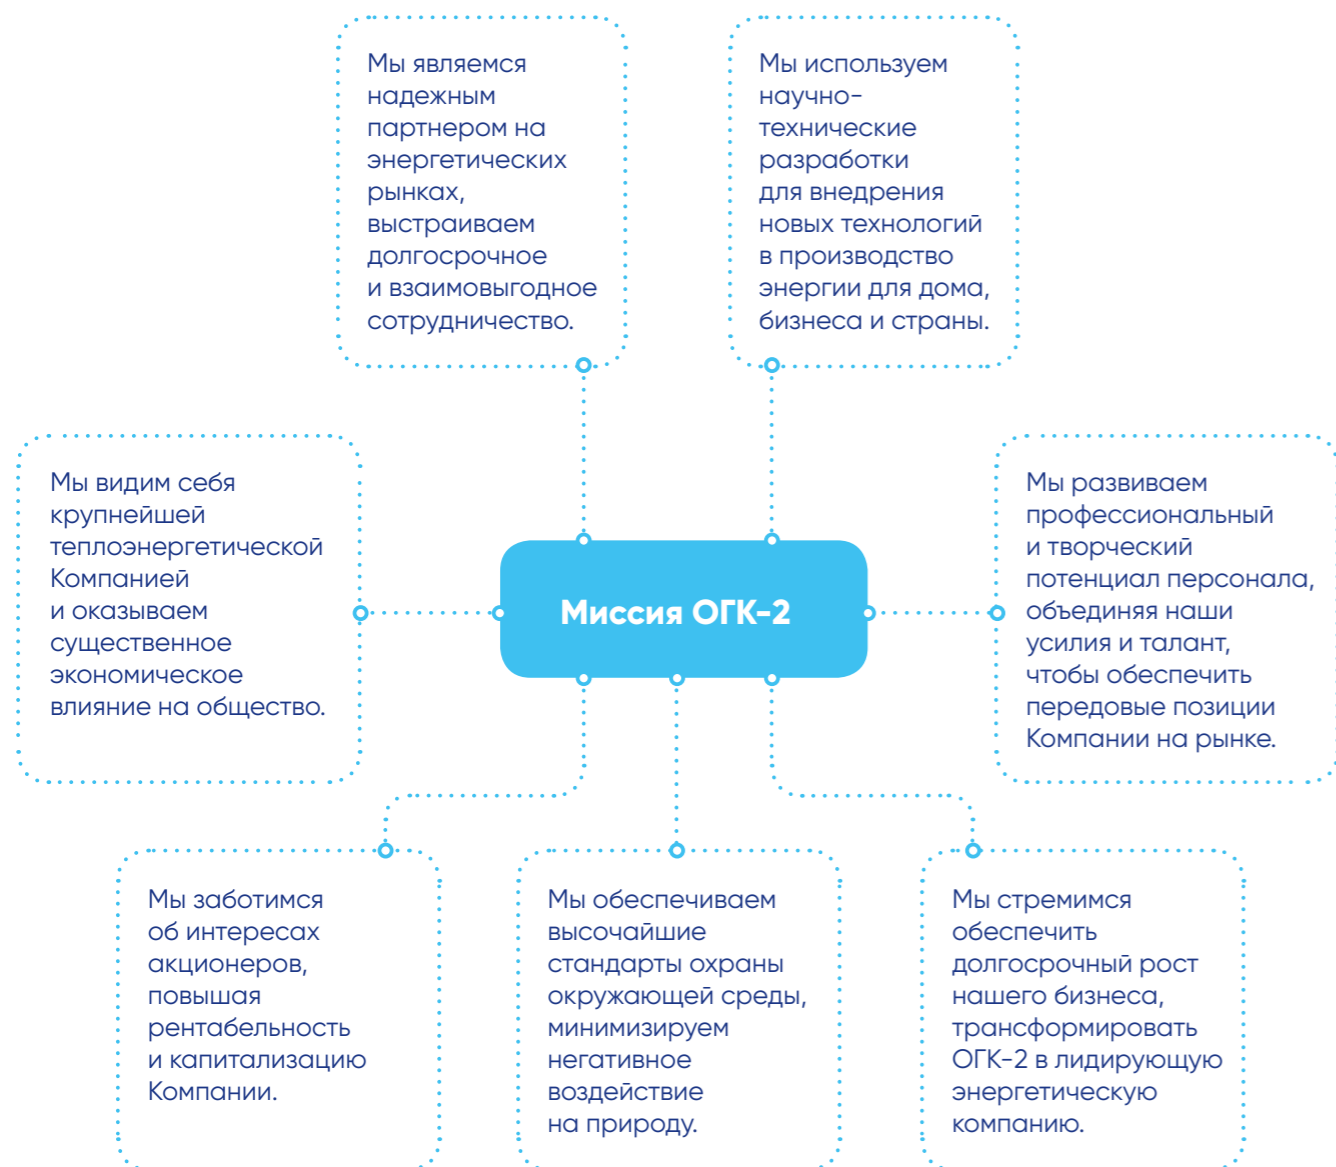 Мы являемся
надежным
партнером на
энергетических
рынках,
выстраиваем
долгосрочное
и взаимовыгодное
сотрудничество.
Мы используем
научно-
технические
разработки
для внедрения
новых технологий
в производство
энергии для дома,
бизнеса и страны.
Мы видим себя
крупнейшей
теплоэнергетической
Компанией
и оказываем
существенное
экономическое
влияние на общество.
Миссия ОГК-2
Мы развиваем
профессиональный
и творческий
потенциал персонала,
объединяя наши
усилия и талант,
чтобы обеспечить
передовые позиции
Компании на рынке.
Мы заботимся
об интересах
акционеров,
повышая
рентабельность
и капитализацию
Компании.
Мы обеспечиваем
высочайшие
стандарты охраны
окружающей среды,
минимизируем
негативное
воздействие
на природу.
Мы стремимся
обеспечить
долгосрочный рост
нашего бизнеса,
трансформировать
ОГК-2 в лидирующую
энергетическую
компанию.